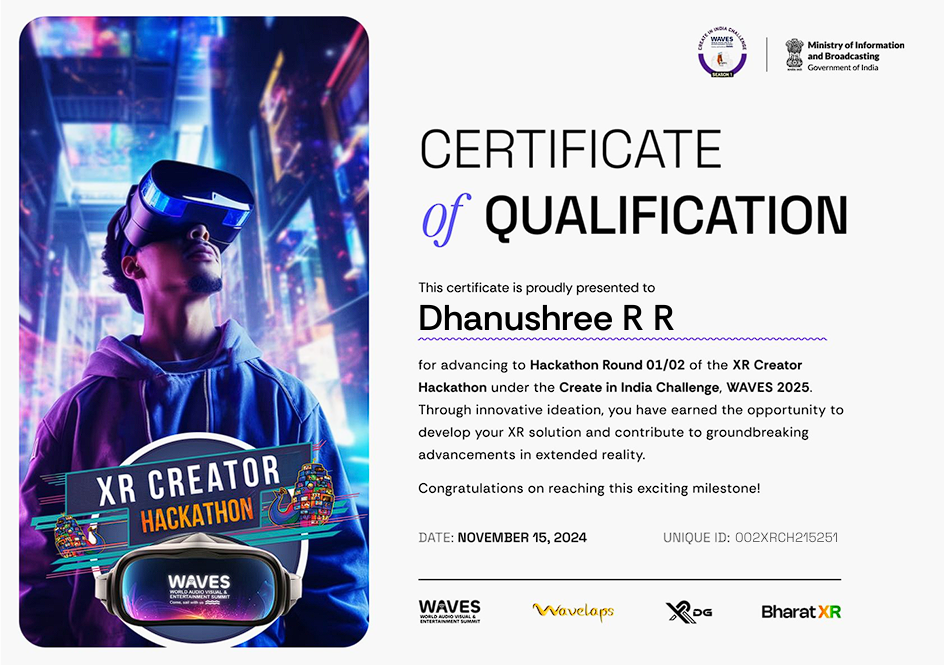 CREATE IN INDIA CHALLENGE
WAVES
SEASON 1
Ministry of Information
and Broadcasting
Government of India
CERTIFICATE
of QUALIFICATION
This certificate is proudly presented to
Dhanushree R R
for advancing to Hackathon Round 01/02 of the XR Creator
Hackathon under the Create in India Challenge, WAVES 2025.
Through innovative ideation, you have earned the opportunity to
develop your XR solution and contribute to groundbreaking
advancements in extended reality.
Congratulations on reaching this exciting milestone!
DATE: NOVEMBER 15, 2024 UNIQUE ID: 002XRCH215251
WAVES
WORLD AUDIO VISUAL &
ENTERTAINMENT SUMMIT
Wavelaps
XR DG
Bharat XR
XR CREATOR
HACKATHON
WAVES
WORLD AUDIO VISUAL &
ENTERTAINMENT SUMMIT
Come, sail with us